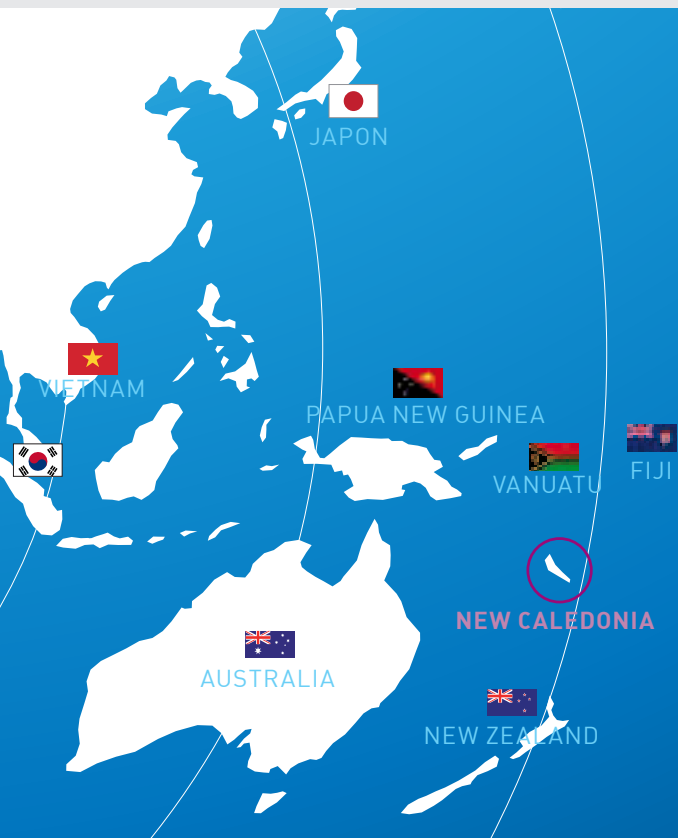 JAPON
VIETNAM
PAPUA NEW GUINEA
FIJI
VANUATU
NEW CALEDONIA
AUSTRALIA
NEW ZEALAND